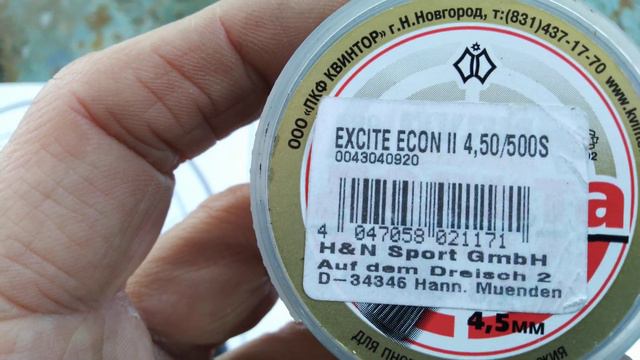 ООО «ПКФ КВИНТОР» г.Н.Новгород, т:(831)437-17-70
EXCITE ECON II 4,50/500S
0043040920
4 047058 021171
H&N Sport GmbH
Auf dem Dreisch 2
D-34346 Hann. Muenden
4,5мм